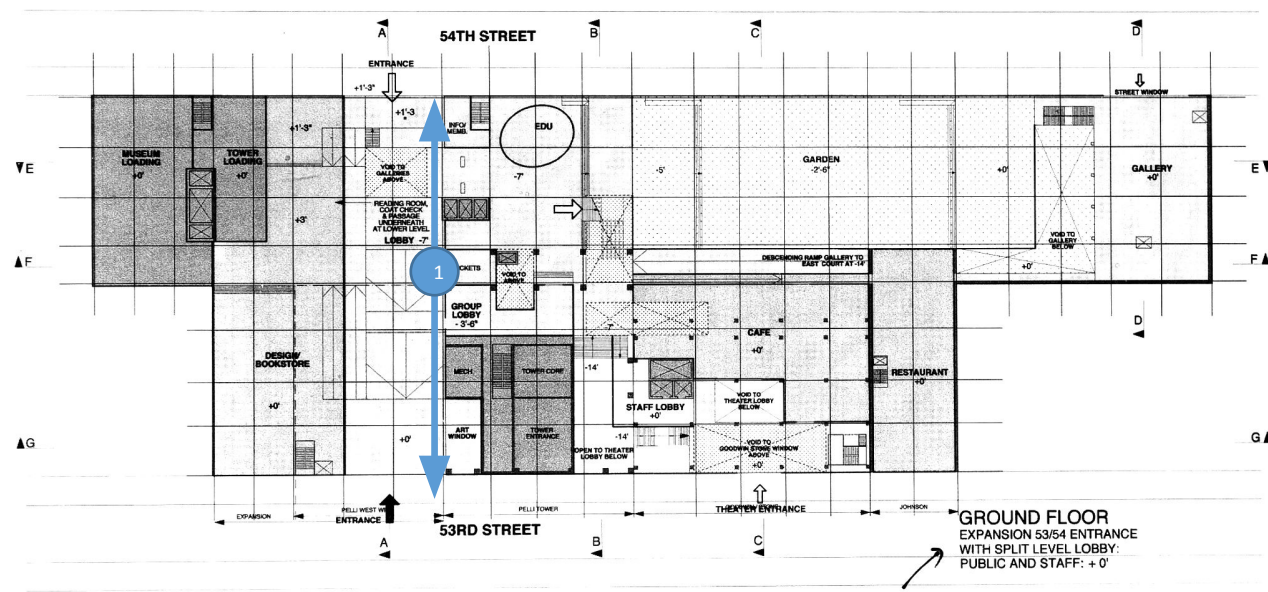 A
54TH STREET
B
C
D
ENTRANCE
+1'-3"
+1'-3"
STREET WINDOW
+1'-3"
INFO/
MEMB.
EDU
MUSEUM
LOADING
+0'
TOWER
LOADING
+0'
VOID TO
GALLERIES
ABOVE
-7'
-5'
GARDEN
-2'-6"
+0'
GALLERY
+0'
E
E
+3'
READING ROOM,
COAT CHECK
& PASSAGE
UNDERNEATH
AT LOWER LEVEL
LOBBY -7'
VOID TO
GALLERY
BELOW
F
1
VOID TO
ABOVE
DESCENDING RAMP GALLERY TO
EAST COURT AT -14'
+0'
F
GROUP
LOBBY
- 3'-6"
-7'
D
DESIGN/
BOOKSTORE
+0'
CAFE
+0'
MECH.
TOWER CORE
-14'
RESTAURANT
+0'
STAFF LOBBY
+0'
VOID TO
THEATER LOBBY
BELOW
G
+0'
ART
WINDOW
TOWER
ENTRANCE
-14'
OPEN TO THEATER
LOBBY BELOW
VOID TO
GOODWIN STONE WINDOW
ABOVE
+0'
G
EXPANSION
PELLI WEST
ENTRANCE
PELLI TOWER
THEATER ENTRANCE
JOHNSON
A
53RD STREET
B
C
GROUND FLOOR
EXPANSION 53/54 ENTRANCE
WITH SPLIT LEVEL LOBBY:
PUBLIC AND STAFF: + 0'